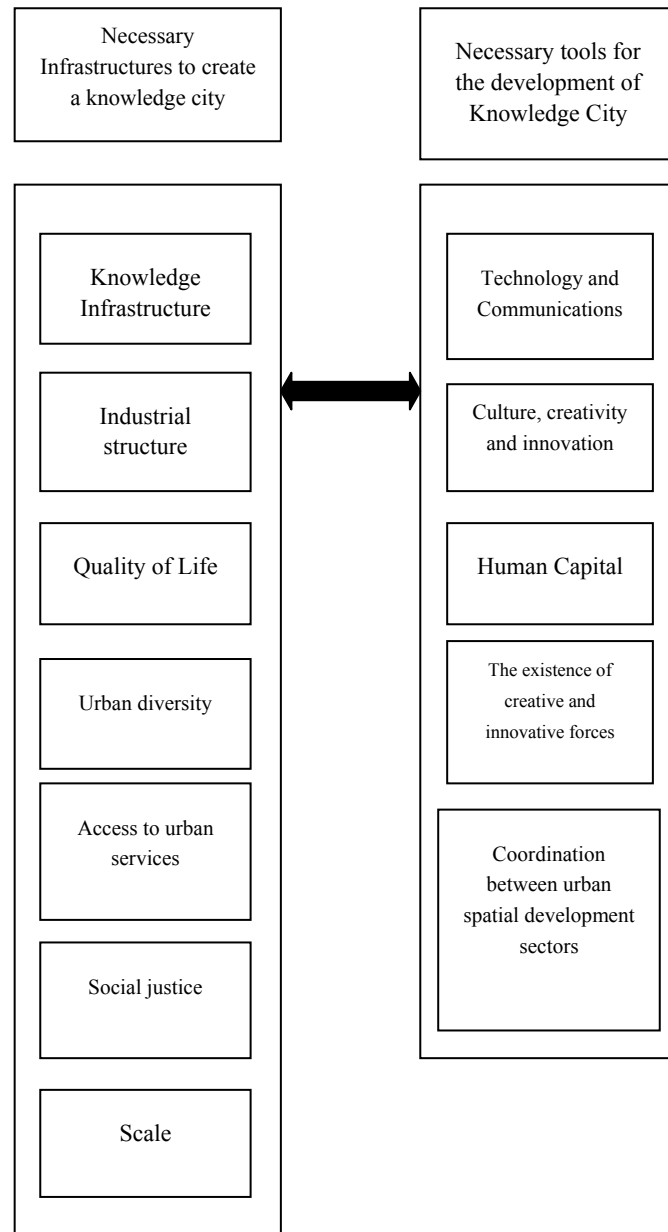 Necessary
Infrastructures to create
a knowledge city
Necessary tools for
the development of
Knowledge City
Knowledge
Infrastructure
Industrial
structure
Quality of Life
Urban diversity
Access to urban
services
Social justice
Scale
Technology and
Communications
Culture, creativity
and innovation
Human Capital
The existence of
creative and
innovative forces
Coordination
between urban
spatial development
sectors